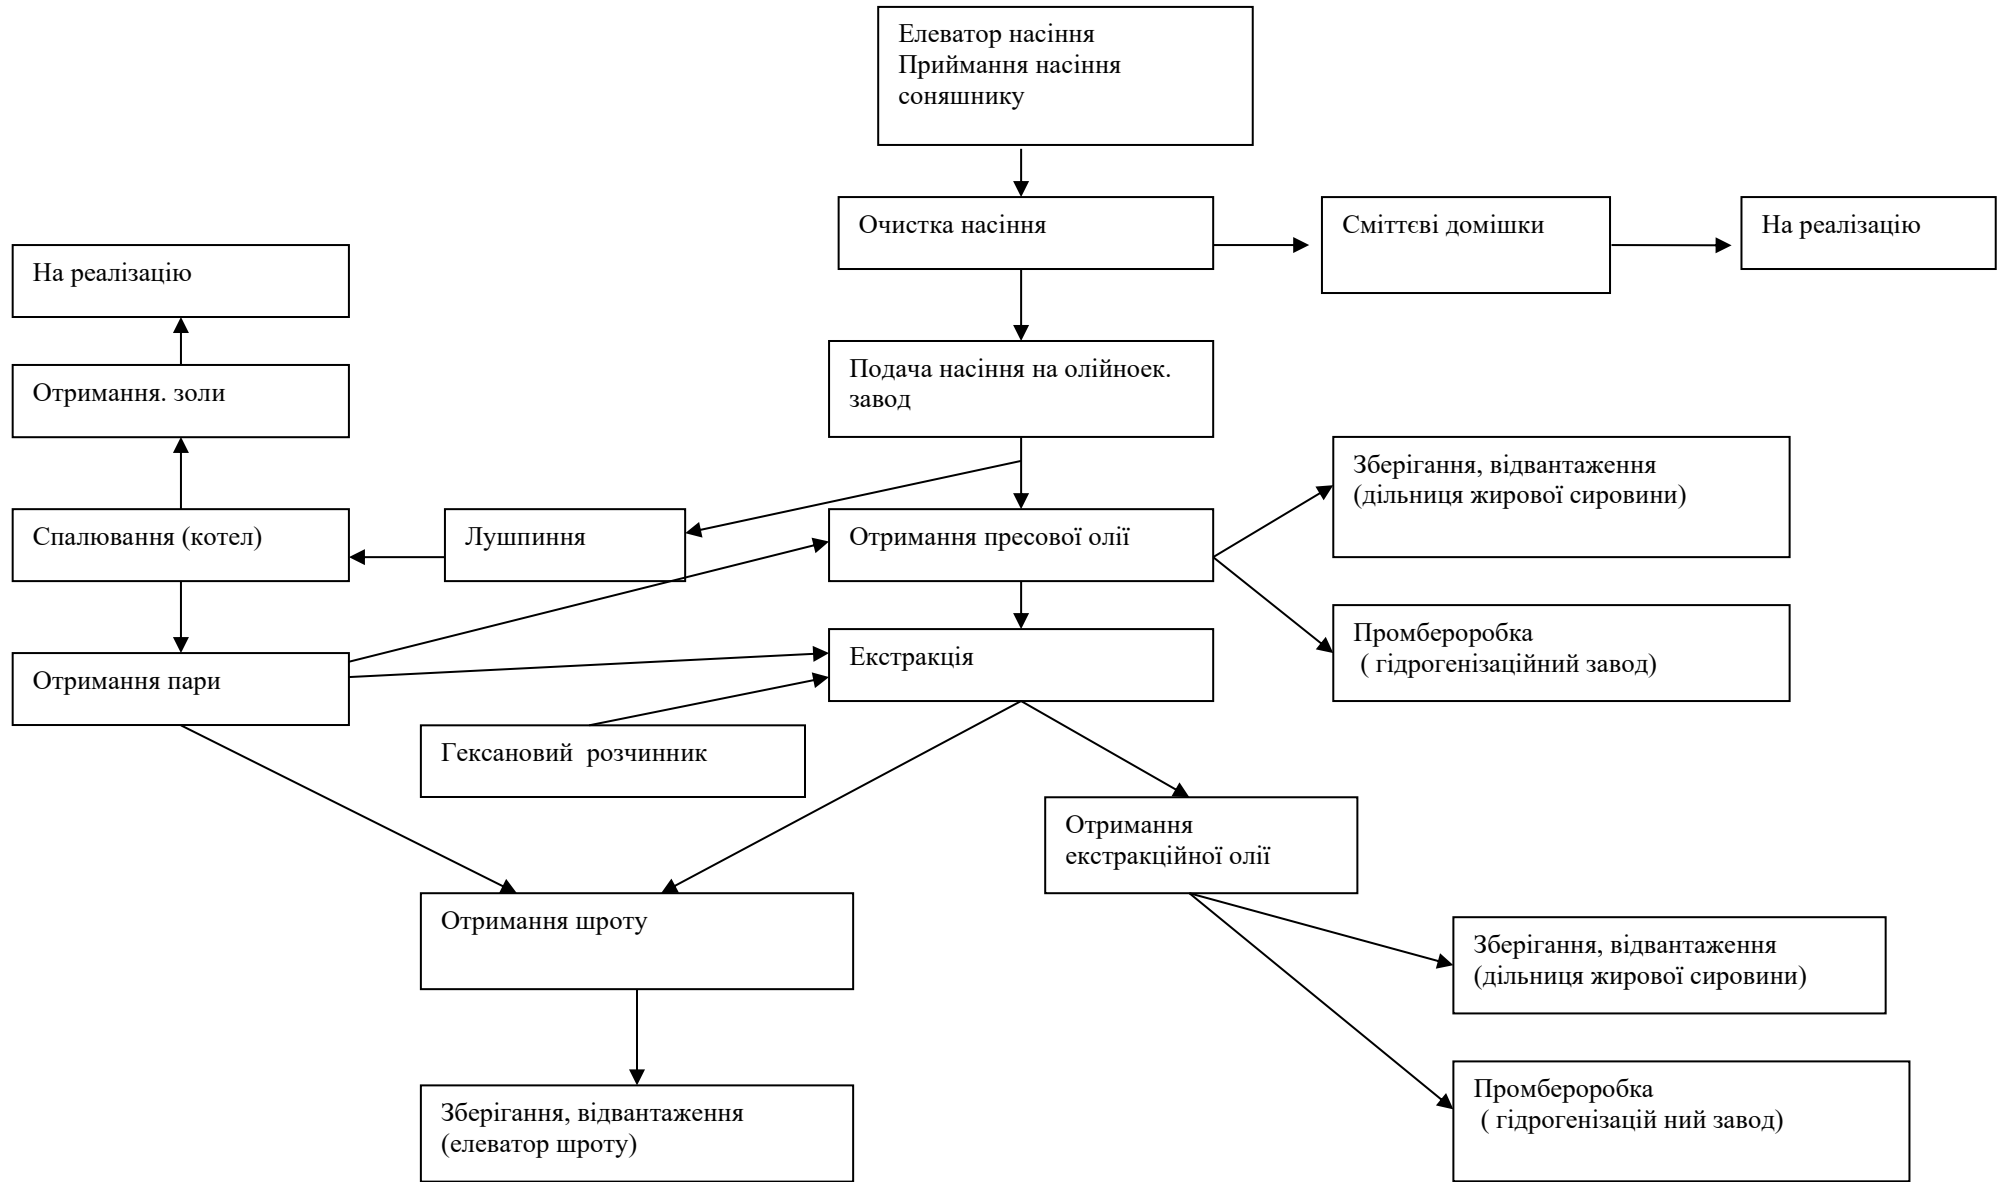 Елеватор насіння
Приймання насіння
соняшнику
Очистка насіння
Сміттєві домішки
На реалізацію
На реалізацію
Подача насіння на олійноек.
завод
Отримання. золи
Зберігання, відвантаження
(дільниця жирової сировини)
Спалювання (котел)
Лушпиння
Отримання пресової олії
Промбероробка
( гідрогенізаційний завод)
Екстракція
Отримання пари
Гексановий  розчинник
Отримання
екстракційної олії
Отримання шроту
Зберігання, відвантаження
(дільниця жирової сировини)
Промбероробка
( гідрогенізацій ний завод)
Зберігання, відвантаження
(елеватор шроту)